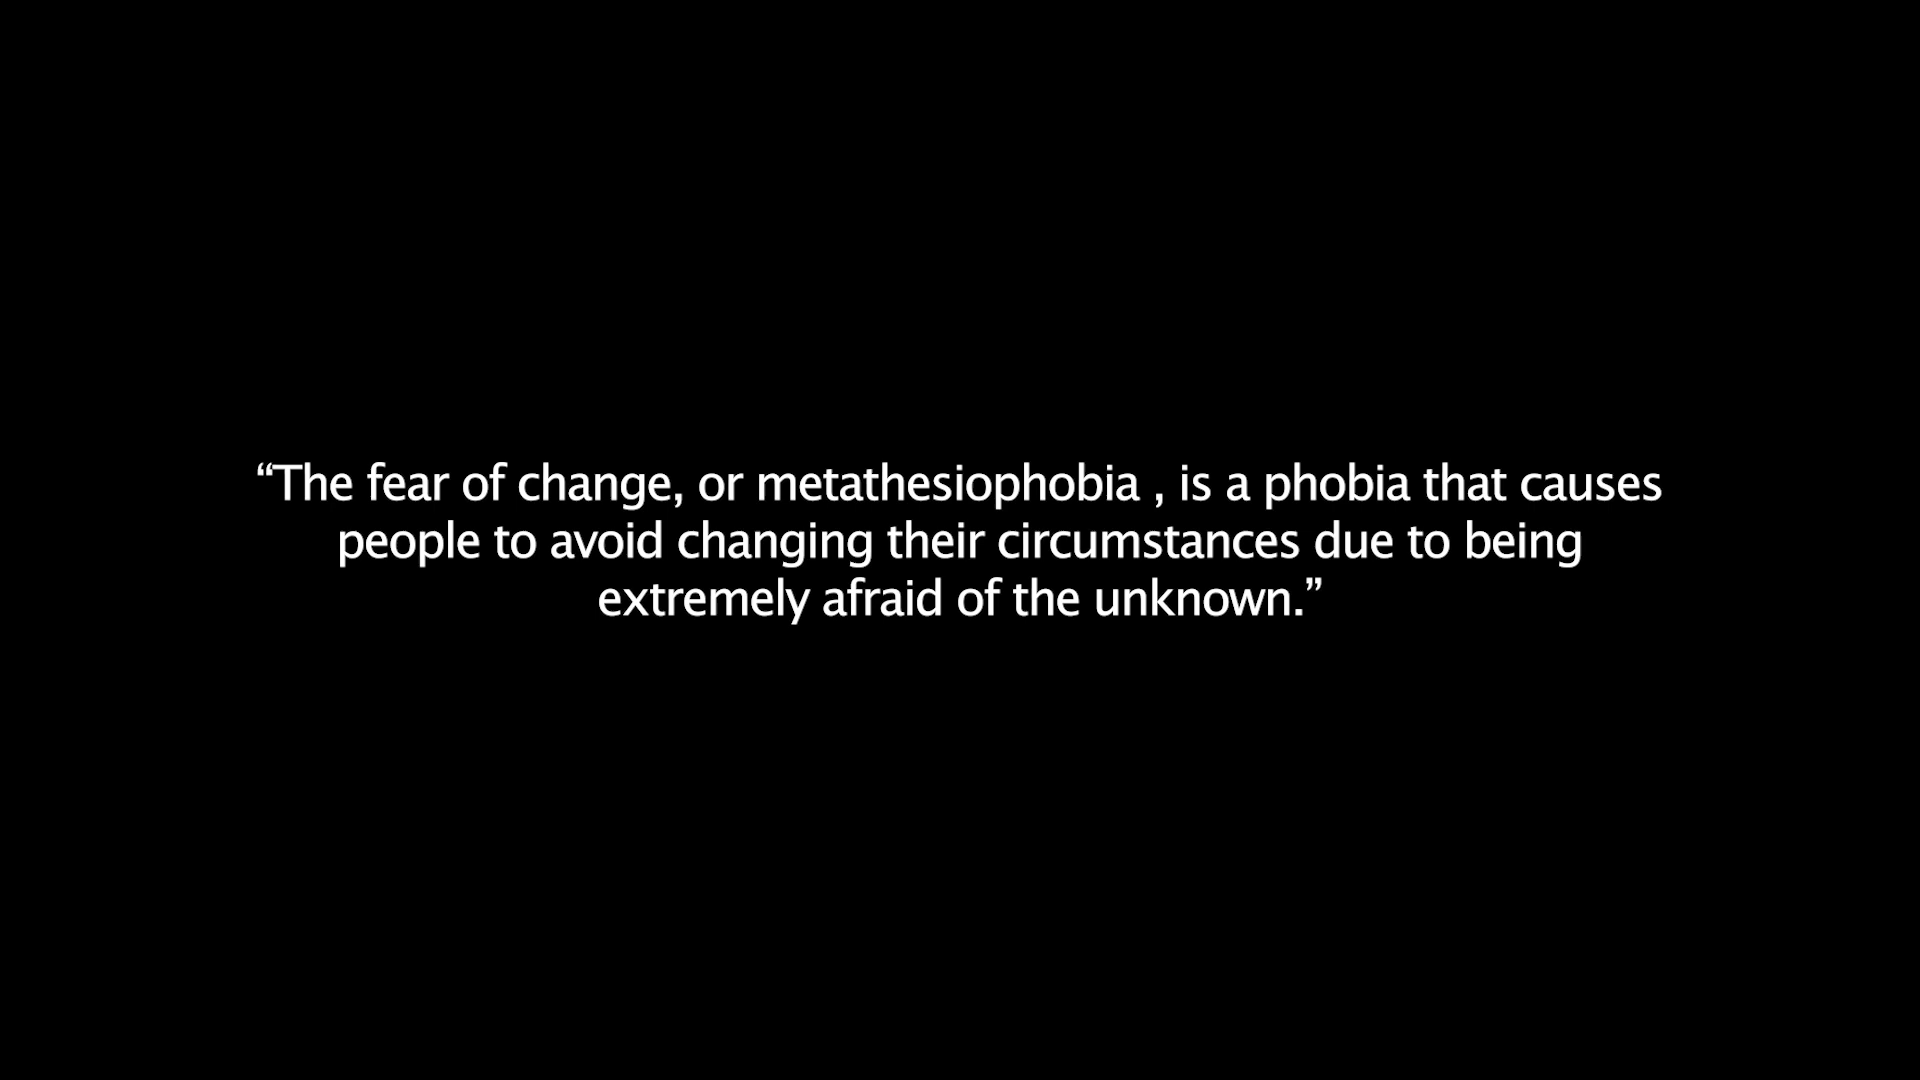 “The fear of change, or metathesiophobia , is a phobia that causes
people to avoid changing their circumstances due to being
extremely afraid of the unknown.”